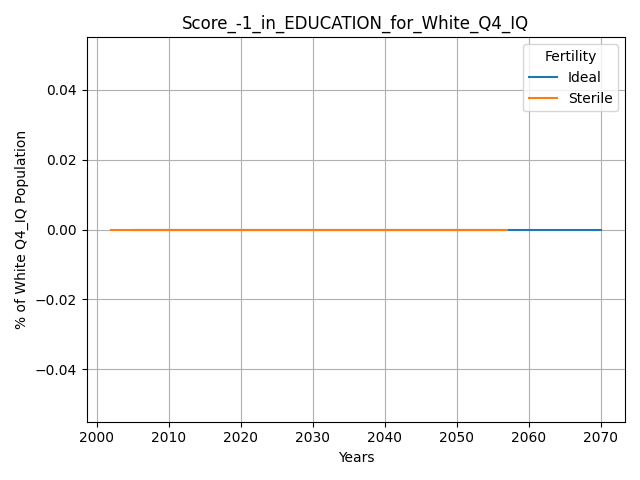 Score_-1_in_EDUCATION_for_White_Q4_IQ
Fertility
Ideal
Sterile
0.04
0.02
0.00
−0.02
−0.04
% of White Q4_IQ Population
2000 2010 2020 2030 2040 2050 2060 2070
Years